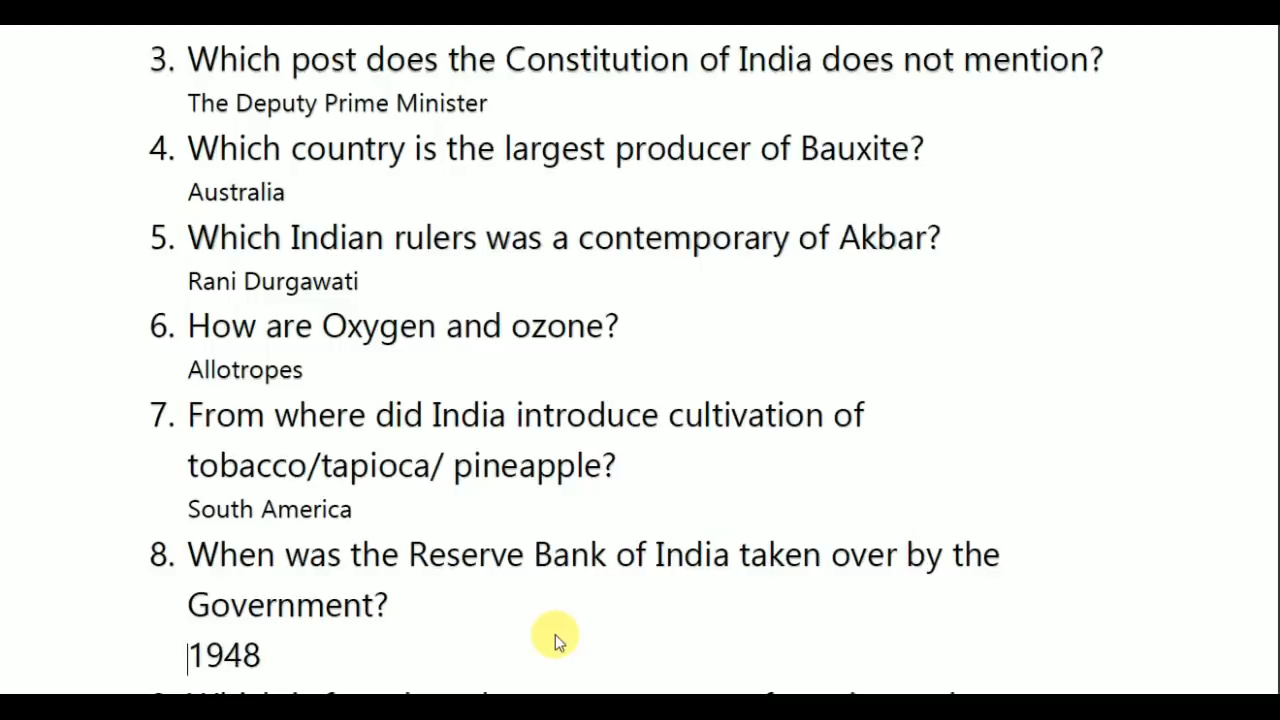 3. Which post does the Constitution of India does not mention?
The Deputy Prime Minister
4. Which country is the largest producer of Bauxite?
Australia
5. Which Indian rulers was a contemporary of Akbar?
Rani Durgawati
6. How are Oxygen and ozone?
Allotropes
7. From where did India introduce cultivation of
tobacco/tapioca/ pineapple?
South America
8. When was the Reserve Bank of India taken over by the
Government?
1948